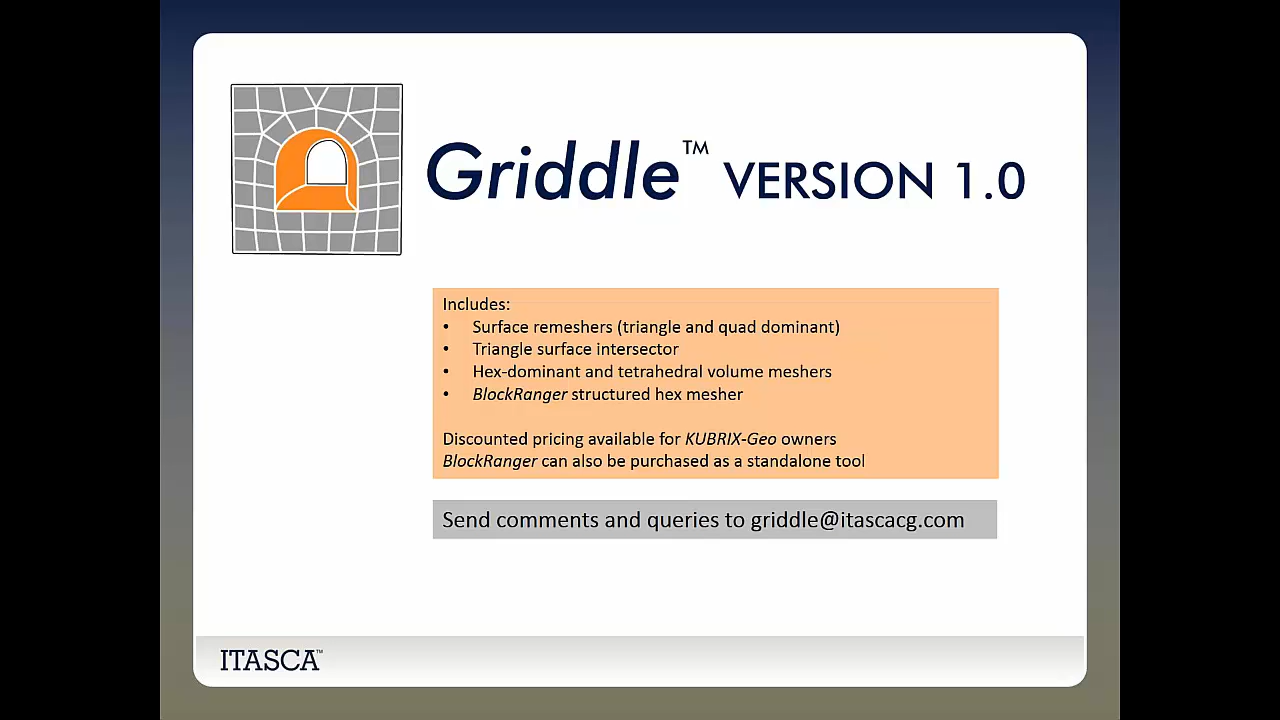 Griddle™ VERSION 1.0
Includes:
• Surface remeshers (triangle and quad dominant)
• Triangle surface intersector
• Hex-dominant and tetrahedral volume meshers
• BlockRanger structured hex mesher
Discounted pricing available for KUBRIX-Geo owners
BlockRanger can also be purchased as a standalone tool
Send comments and queries to griddle@itascacg.com
ITASCA™